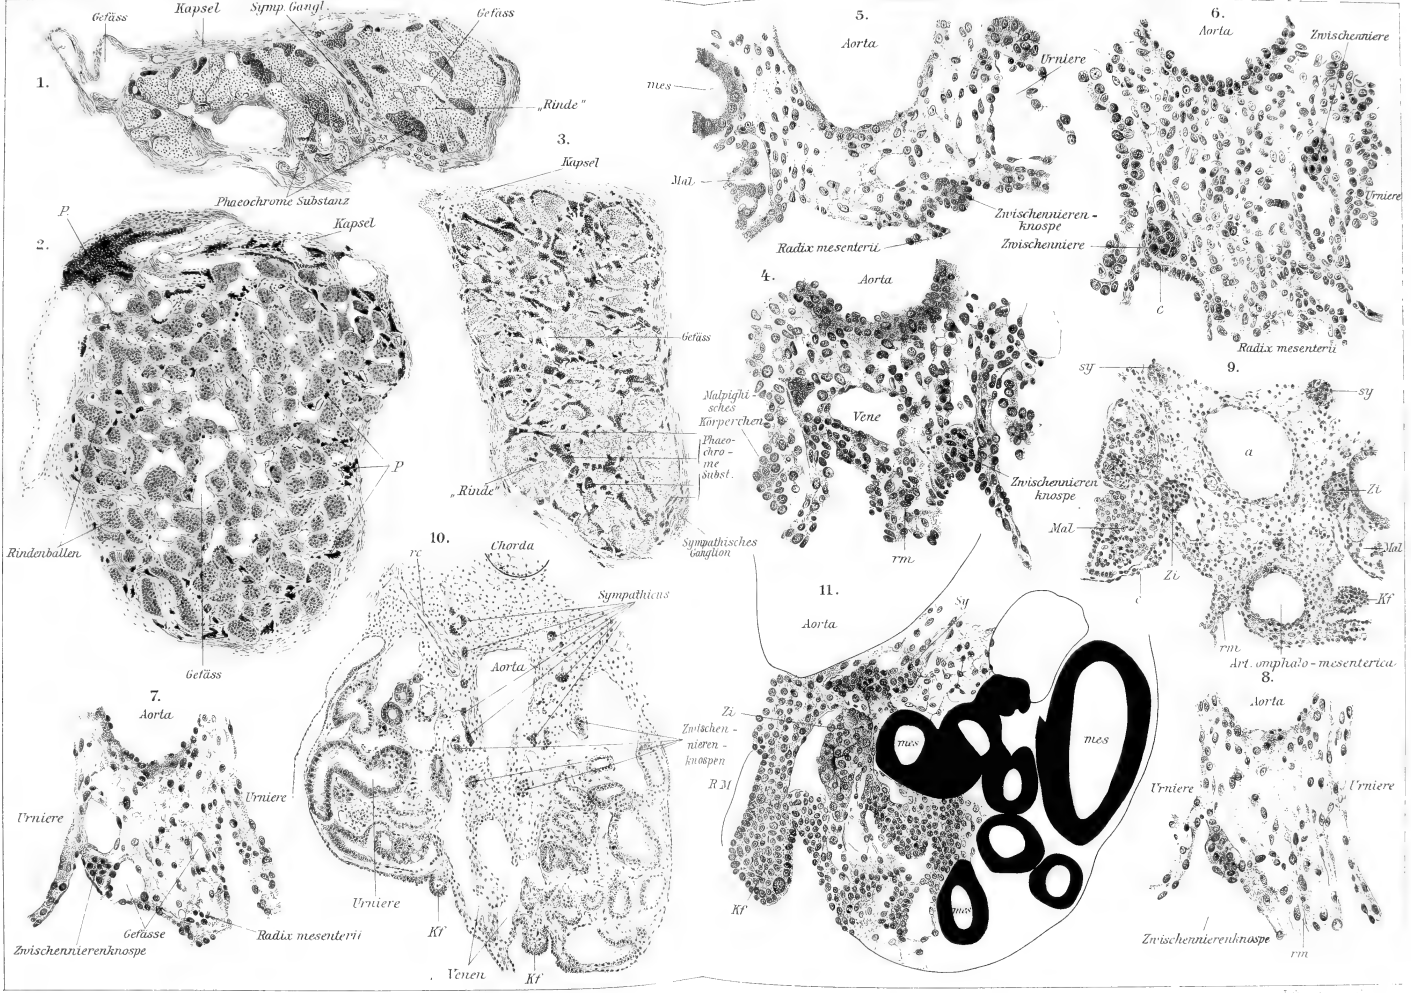 1.
Gefäss
Kapsel
Symp. Gangl.
Gefäss
„Rinde"
Phaeochrome Substanz
2.
P.
Kapsel
P
Rindenballen
Gefäss
3.
Kapsel
Gefäss
Phaeo-
chro-
me
Subst.
„Rinde"
Sympathisches
Ganglion
4.
Aorta
Malpighi-
sches
Körperchen
Vene
Zwischennieren
knospe
rm
5.
Aorta
mes
Urniere
Mal
Zwischennieren-
knospe
Radix mesenterii
6.
Aorta
Zwischenniere
Urniere
Zwischenniere
c
Radix mesenterii
7.
Aorta
Urniere
Urniere
Gefässe
Radix mesenterii
Zwischennierenknospe
8.
Aorta
Urniere
Urniere
Zwischennierenknospe
rm
9.
sy
sy
a
Zi
Mal
Mal
Zi
c
Kf
rm
Art. omphalo-mesenterica
10.
rc
Chorda
Sympathicus
Aorta
Zwischen-
nieren-
knospen
Urniere
Kf
Venen
Kf
11.
Aorta
Sy
Zi
RM
mes
mes
mes
Kf